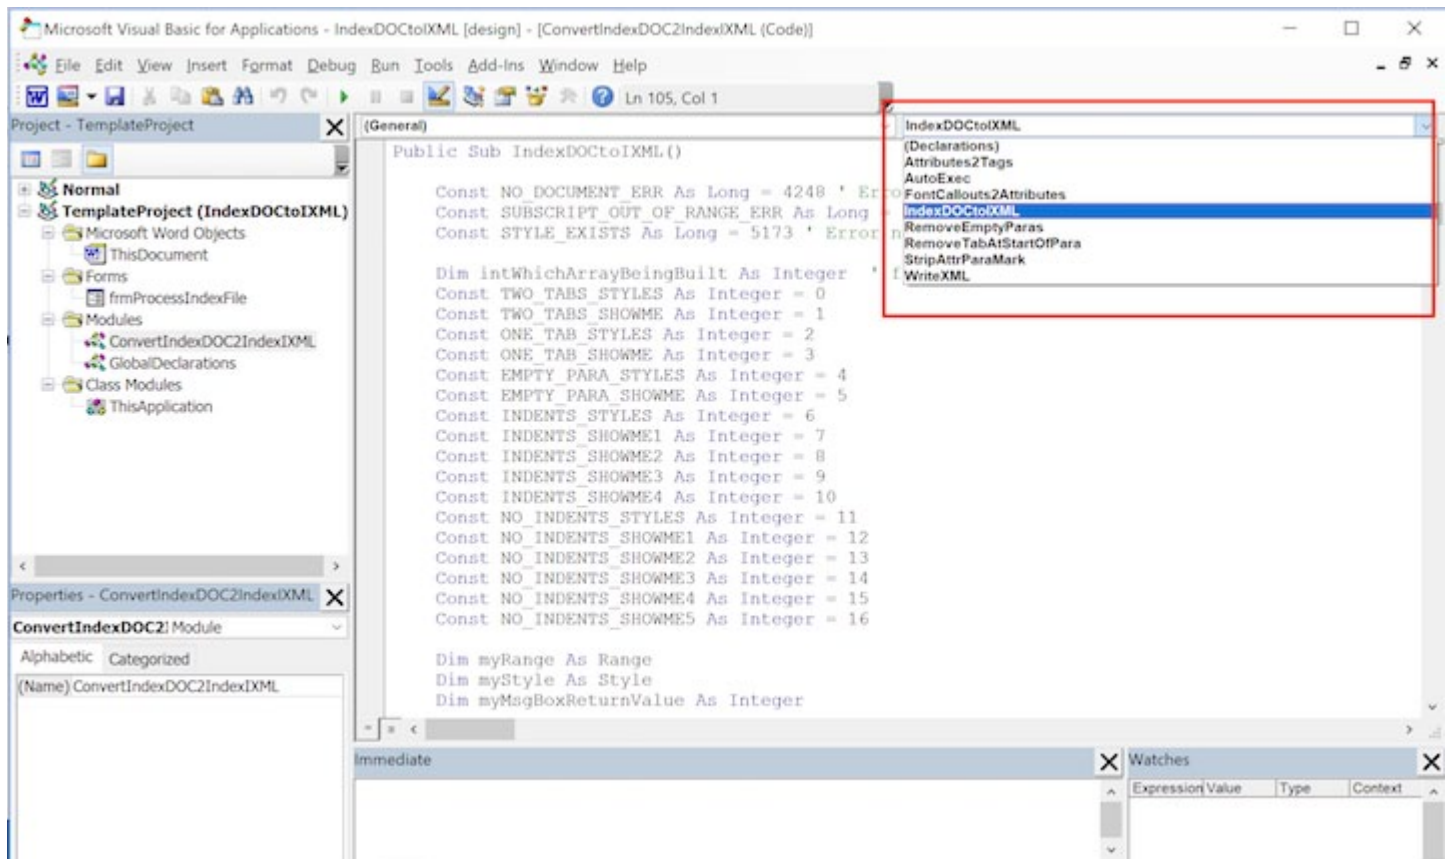 Microsoft Visual Basic for Applications - IndexDOCtoIXML [design] - [ConvertIndexDOC2IndexIXML (Code)]
File Edit View Insert Format Debug Run Tools Add-Ins Window Help
Ln 105, Col 1
Project - TemplateProject
Normal
TemplateProject (IndexDOCtoIXML)
Microsoft Word Objects
ThisDocument
Forms
frmProcessIndexFile
Modules
ConvertIndexDOC2IndexIXML
GlobalDeclarations
Class Modules
ThisApplication
Properties - ConvertIndexDOC2IndexIXML
ConvertIndexDOC2 Module
Alphabetic Categorized
(Name) ConvertIndexDOC2IndexIXML
(General)
IndexDOCtoIXML
(Declarations)
Attributes2Tags
AutoExec
FontCallouts2Attributes
IndexDOCtoIXML
RemoveEmptyParas
RemoveTabAtStartOfPara
StripAttrParaMark
WriteXML
Public Sub IndexDOCtoIXML()
Const NO_DOCUMENT_ERR As Long = 4248 ' Erro
Const SUBSCRIPT_OUT_OF_RANGE_ERR As Long =
Const STYLE_EXISTS As Long = 5173 ' Error n
Dim intWhichArrayBeingBuilt As Integer ' f
Const TWO_TABS_STYLES As Integer = 0
Const TWO_TABS_SHOWME As Integer = 1
Const ONE_TAB_STYLES As Integer = 2
Const ONE_TAB_SHOWME As Integer = 3
Const EMPTY_PARA_STYLES As Integer = 4
Const EMPTY_PARA_SHOWME As Integer = 5
Const INDENTS_STYLES As Integer = 6
Const INDENTS_SHOWME1 As Integer = 7
Const INDENTS_SHOWME2 As Integer = 8
Const INDENTS_SHOWME3 As Integer = 9
Const INDENTS_SHOWME4 As Integer = 10
Const NO_INDENTS_STYLES As Integer = 11
Const NO_INDENTS_SHOWME1 As Integer = 12
Const NO_INDENTS_SHOWME2 As Integer = 13
Const NO_INDENTS_SHOWME3 As Integer = 14
Const NO_INDENTS_SHOWME4 As Integer = 15
Const NO_INDENTS_SHOWME5 As Integer = 16
Dim myRange As Range
Dim myStyle As Style
Dim myMsgBoxReturnValue As Integer
Immediate
Watches
Expression Value Type Context